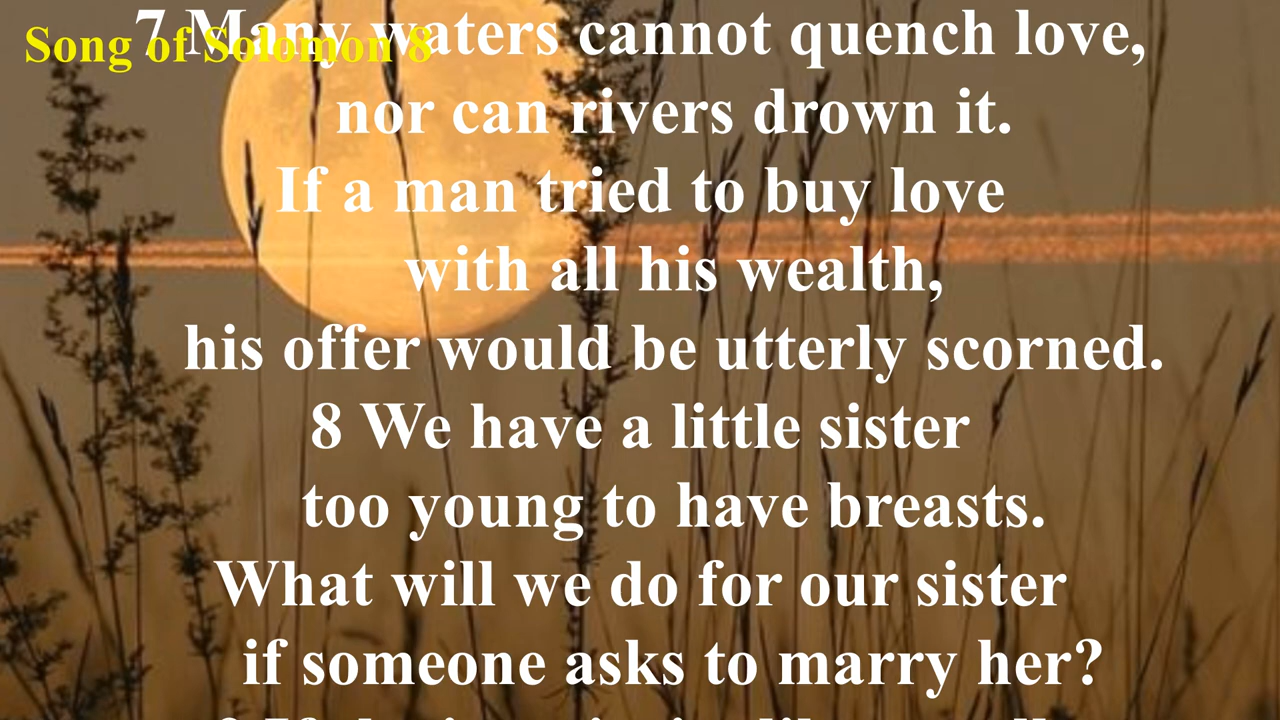 Song of Solomon 8
7 Many waters cannot quench love,
nor can rivers drown it.
If a man tried to buy love
with all his wealth,
his offer would be utterly scorned.
8 We have a little sister
too young to have breasts.
What will we do for our sister
if someone asks to marry her?